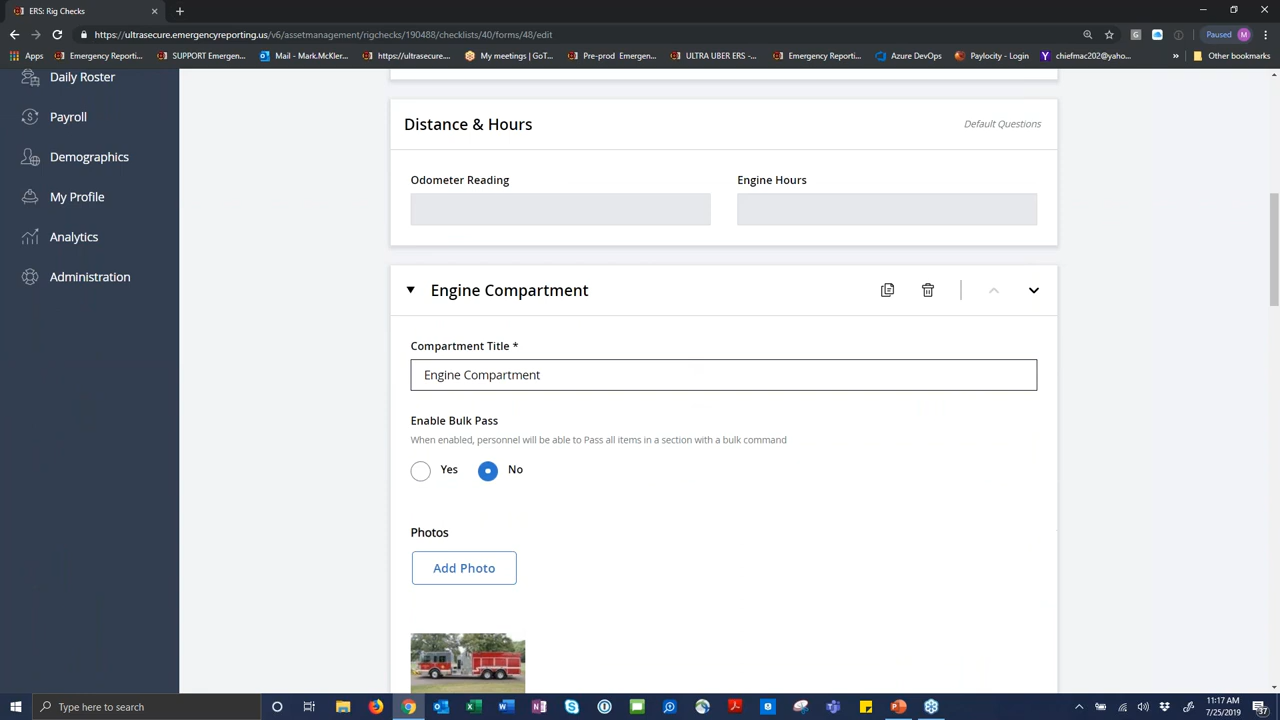 ERS: Rig Checks
https://ultrasecure.emergencyreporting.us/v6/assetmanagement/rigchecks/190488/checklists/40/forms/48/edit
Paused
M
Apps
Emergency Reporti...
SUPPORT Emergen...
Mail - Mark.McKler...
https://ultrasecure....
My meetings | GoT...
Pre-prod  Emergen...
ULTRA UBER ERS -...
Emergency Reporti...
Azure DevOps
Paylocity - Login
chiefmac202@yaho...
»
Other bookmarks
Daily Roster
Payroll
Demographics
My Profile
Analytics
Administration
Distance & Hours
Default Questions
Odometer Reading
Engine Hours
Engine Compartment
Compartment Title *
Engine Compartment
Enable Bulk Pass
When enabled, personnel will be able to Pass all items in a section with a bulk command
Yes
No
Photos
Add Photo
Type here to search
11:17 AM
7/25/2019